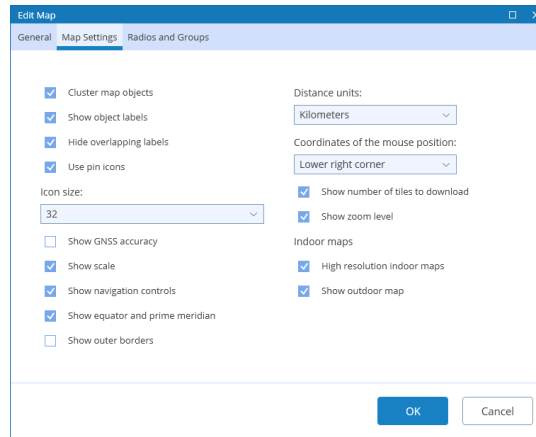 Edit Map
General Map Settings Radios and Groups
Cluster map objects
Show object labels
Hide overlapping labels
Use pin icons
Icon size:
32
Show GNSS accuracy
Show scale
Show navigation controls
Show equator and prime meridian
Show outer borders
Distance units:
Kilometers
Coordinates of the mouse position:
Lower right corner
Show number of tiles to download
Show zoom level
Indoor maps
High resolution indoor maps
Show outdoor map
OK Cancel